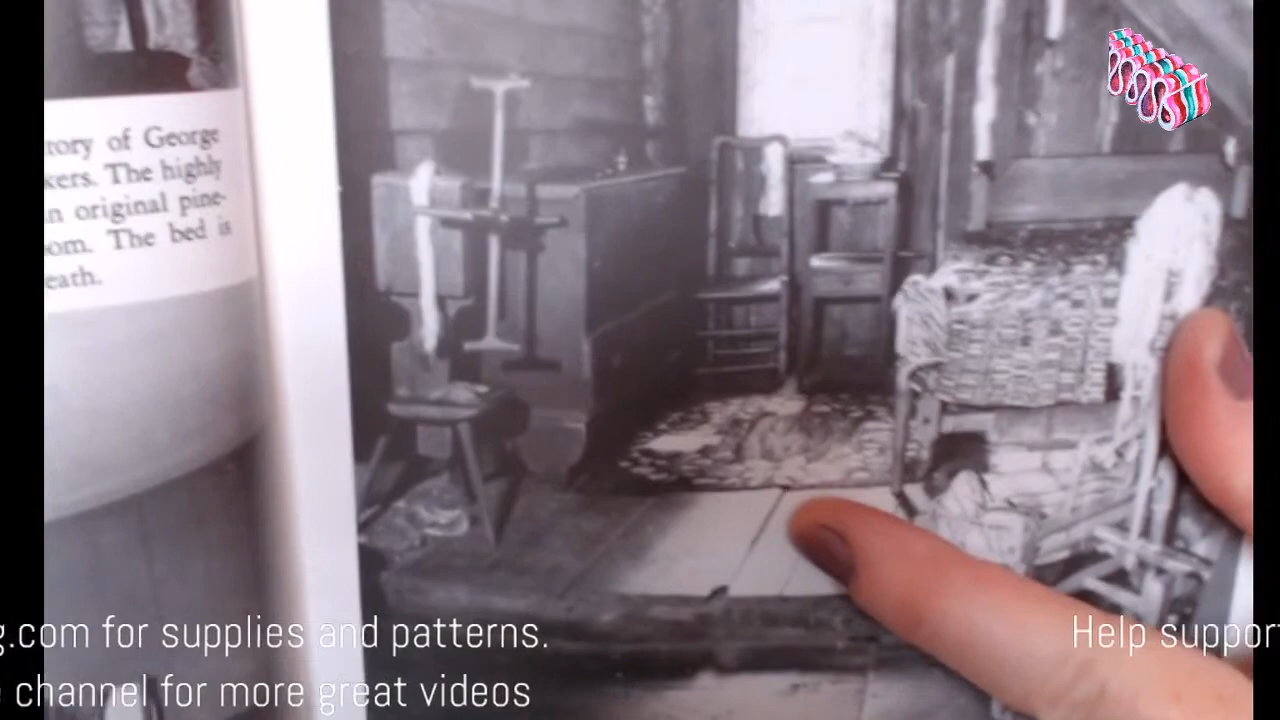 tory of George
kers. The highly
n original pine-
om. The bed is
eath.
g.com for supplies and patterns.
Help support
channel for more great videos